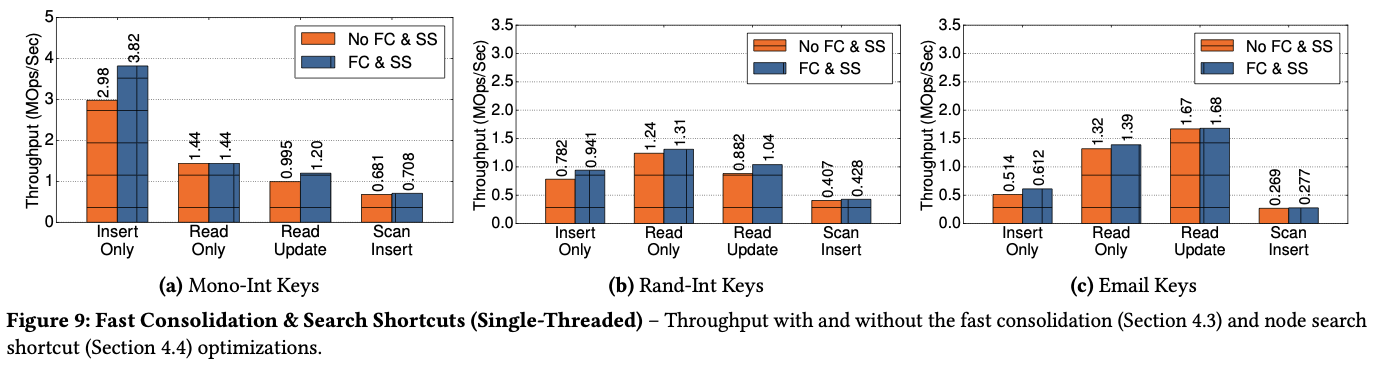 Throughput (MOps/Sec)
5
4
3
2
1
0
No FC & SS
FC & SS
2.98
3.82
1.44
1.44
0.995
1.20
0.681
0.708
Insert Only
Read Only
Read Update
Scan Insert
(a) Mono-Int Keys
Throughput (MOps/Sec)
3.5
3.0
2.5
2.0
1.5
1.0
0.5
0.0
No FC & SS
FC & SS
0.782
0.941
1.24
1.31
0.882
1.04
0.407
0.428
Insert Only
Read Only
Read Update
Scan Insert
(b) Rand-Int Keys
Throughput (MOps/Sec)
3.5
3.0
2.5
2.0
1.5
1.0
0.5
0.0
No FC & SS
FC & SS
0.514
0.612
1.32
1.39
1.67
1.68
0.269
0.277
Insert Only
Read Only
Read Update
Scan Insert
(c) Email Keys
Figure 9: Fast Consolidation & Search Shortcuts (Single-Threaded) – Throughput with and without the fast consolidation (Section 4.3) and node search
shortcut (Section 4.4) optimizations.